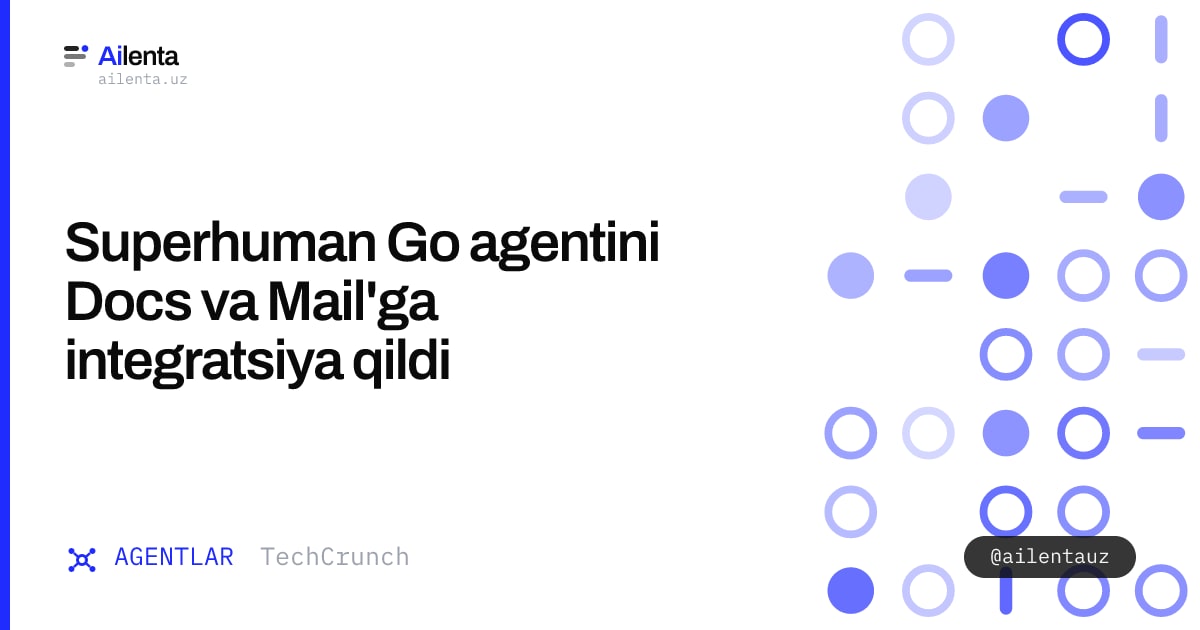 Ailenta
ailenta.uz
Superhuman Go agentini
Docs va Mail'ga
integratsiya qildi
AGENTLAR TechCrunch
@ailentauz